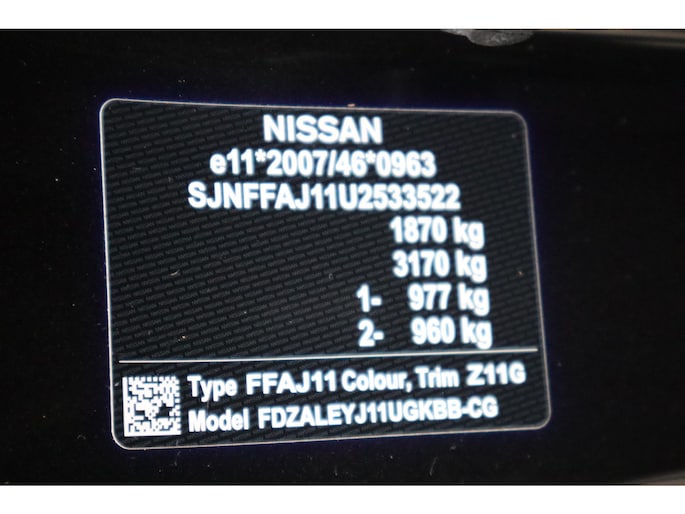 NISSAN
e11*2007/46*0963
SJNFFAJ11U2533522
1870 kg
3170 kg
1- 977 kg
2- 960 kg
Type FFAJ11 Colour, Trim Z11G
Model FDZALEYJ11UGKBB-CG